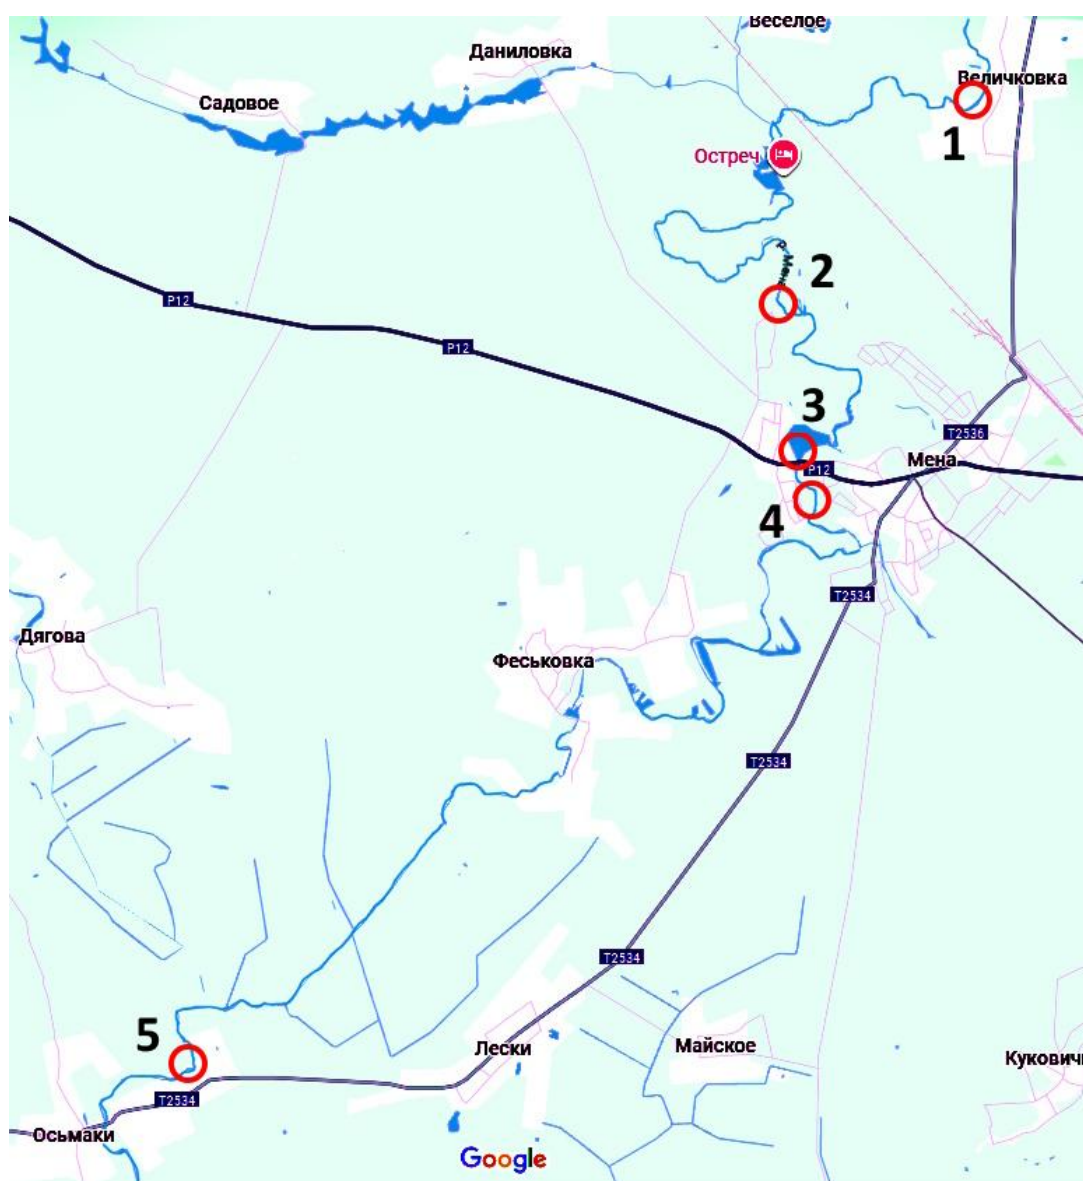 Веселое
Даниловка
Величковка
Садовое
1
Остреч
р. Мена
2
P12
P12
3
T2536
Мена
P12
4
T2534
Дягова
Феськовка
T2534
T2534
5
Лески
Майское
Куковичи
T2534
Осьмаки
Google